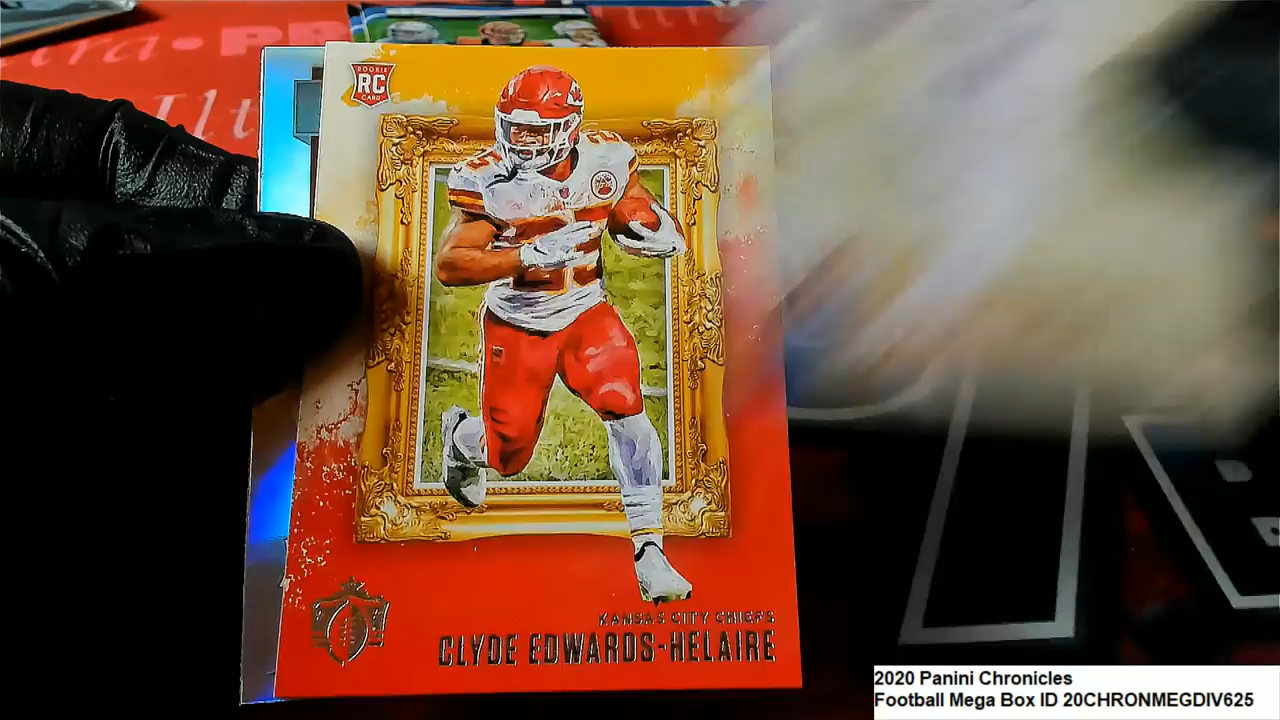 ROOKIE
RC
CARD
KANSAS CITY CHIEFS
CLYDE EDWARDS-HELAIRE
2020 Panini Chronicles
Football Mega Box ID 20CHRONMEGDIV625